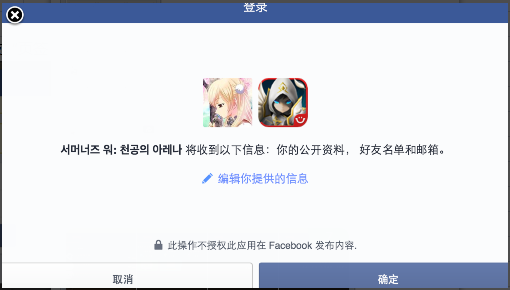 登录
서머너즈 워: 천공의 아레나 将收到以下信息：你的公开资料， 好友名单和邮箱。
编辑你提供的信息
此操作不授权此应用在 Facebook 发布内容.
取消
确定